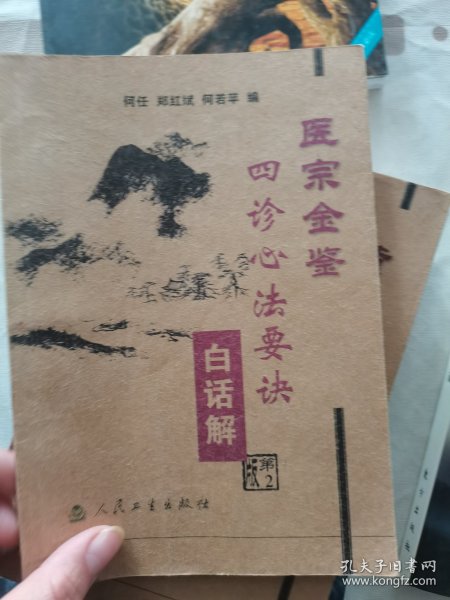 何任 郑红斌 何若苹 编
医宗金鉴
四诊心法要诀
白话解
第2版
人民卫生出版社
孔夫子旧书网
www.kongfz.com